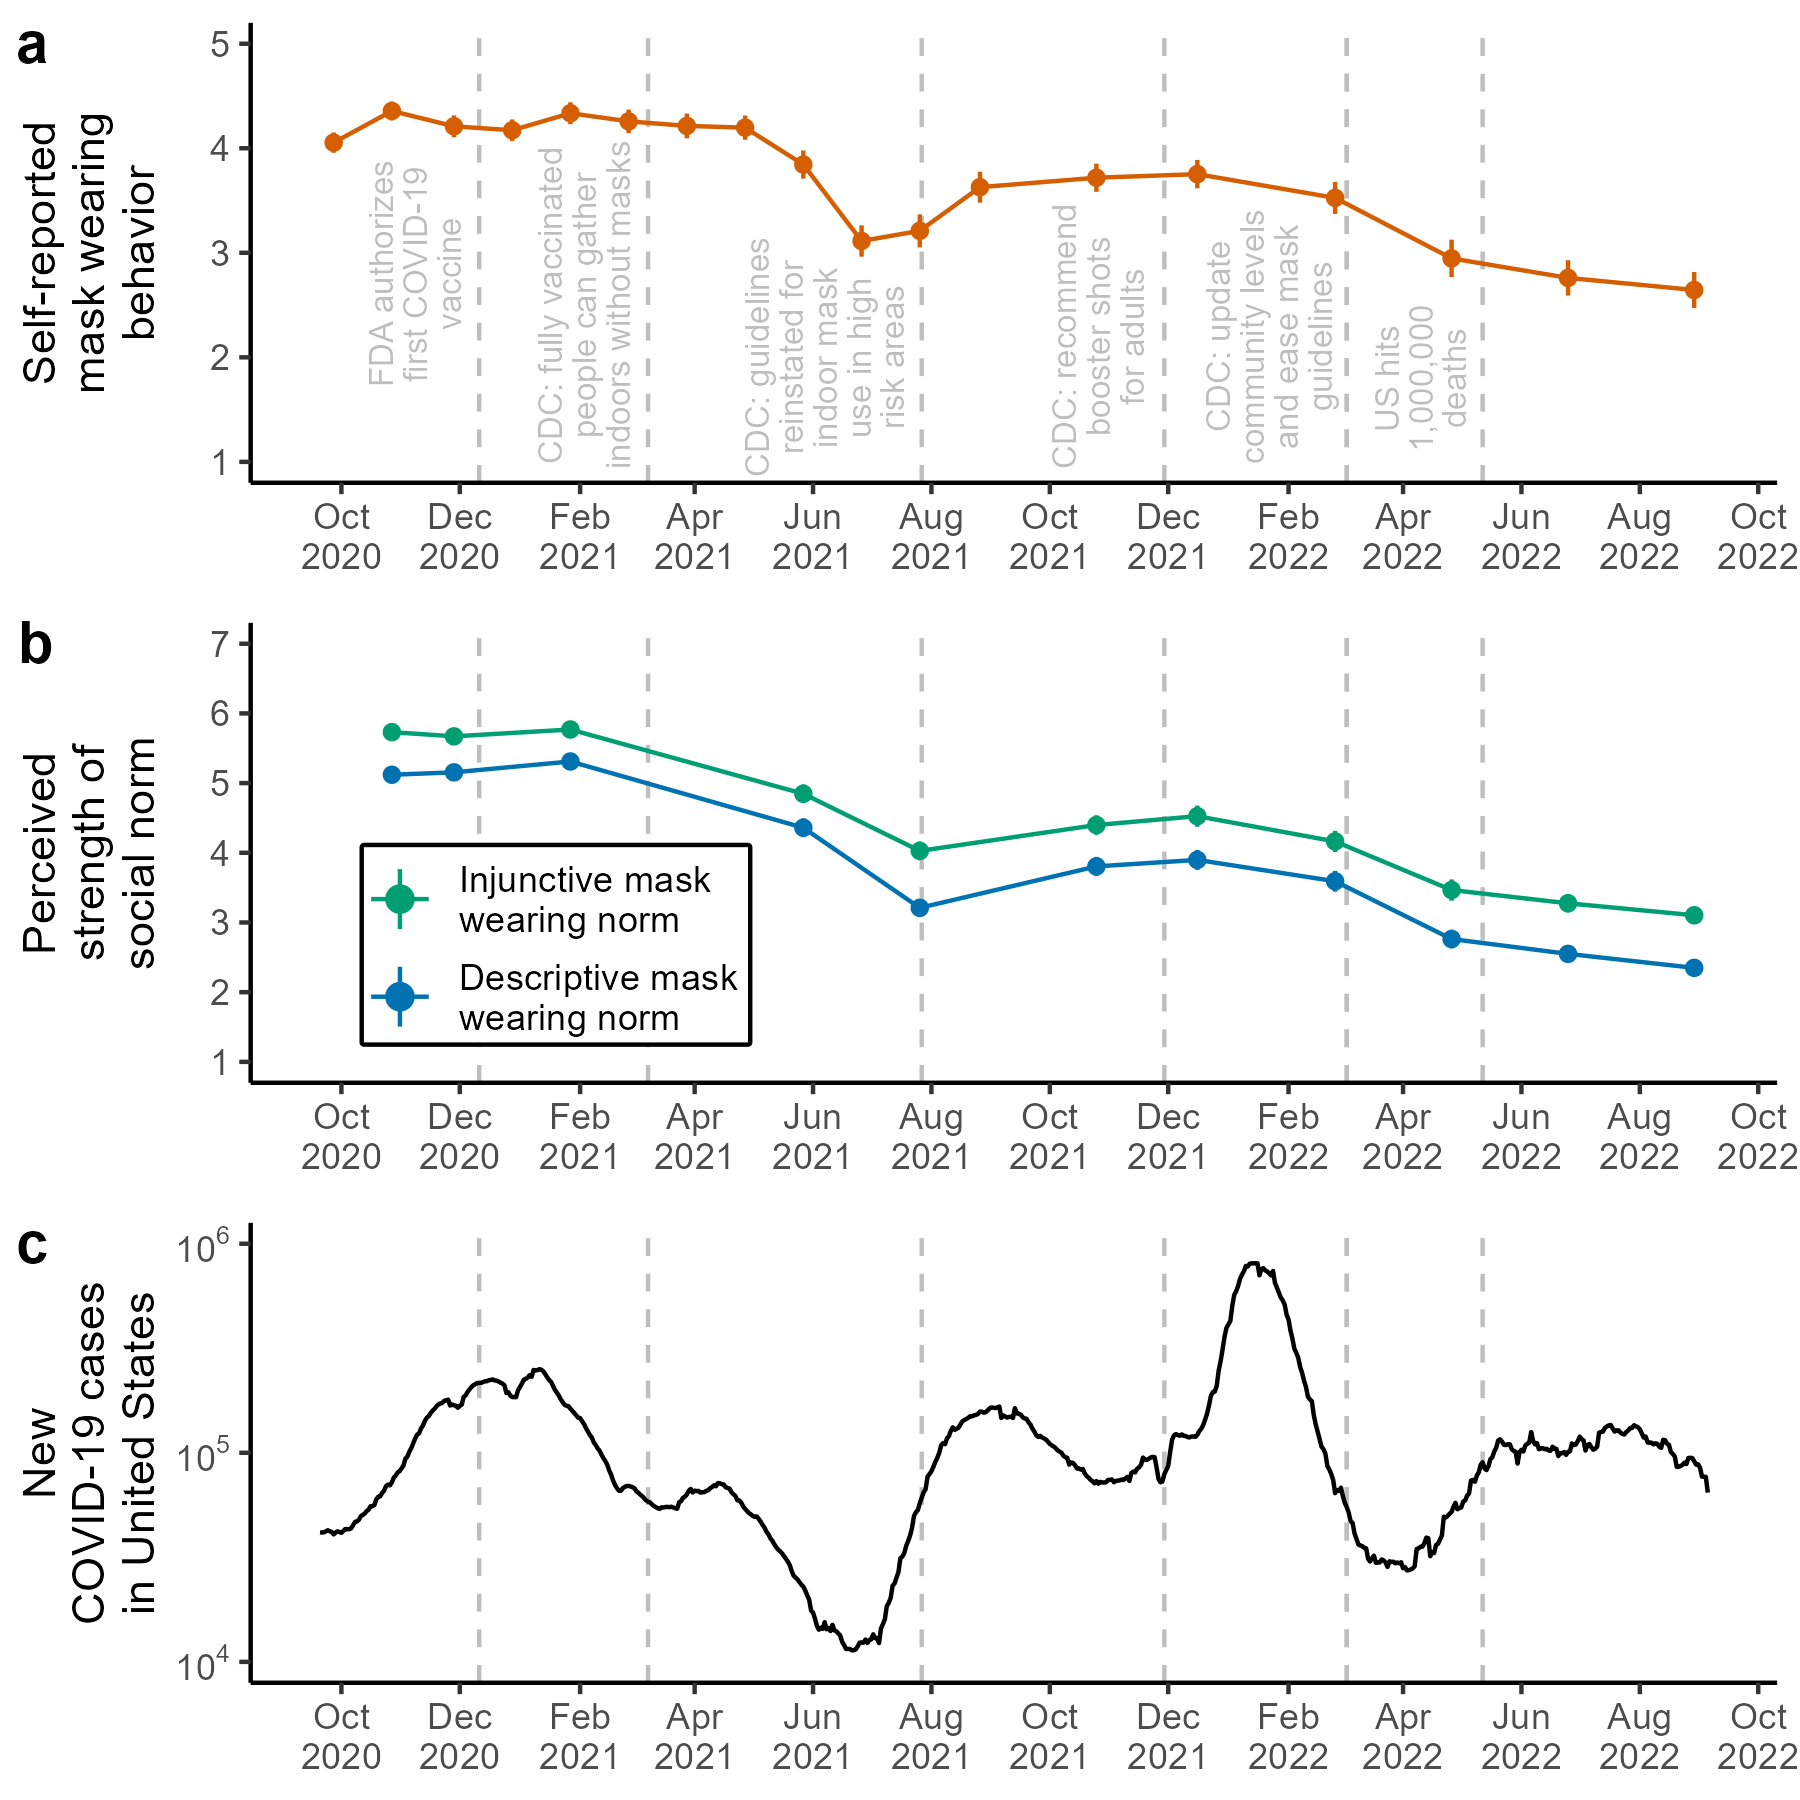 a
Self-reported
mask wearing
behavior
5
4
3
2
1
FDA authorizes
first COVID-19
vaccine
CDC: fully vaccinated
people can gather
indoors without masks
CDC: guidelines
reinstated for
indoor mask
use in high
risk areas
CDC: recommend
booster shots
for adults
CDC: update
community levels
and ease mask
guidelines
US hits
1,000,000
deaths
Oct Dec Feb Apr Jun Aug Oct Dec Feb Apr Jun Aug Oct
2020 2020 2021 2021 2021 2021 2021 2021 2022 2022 2022 2022 2022
b
Perceived
strength of
social norm
7
6
5
4
3
2
1
Injunctive mask
wearing norm
Descriptive mask
wearing norm
Oct Dec Feb Apr Jun Aug Oct Dec Feb Apr Jun Aug Oct
2020 2020 2021 2021 2021 2021 2021 2021 2022 2022 2022 2022 2022
c
New
COVID-19 cases
in United States
10⁶
10⁵
10⁴
Oct Dec Feb Apr Jun Aug Oct Dec Feb Apr Jun Aug Oct
2020 2020 2021 2021 2021 2021 2021 2021 2022 2022 2022 2022 2022